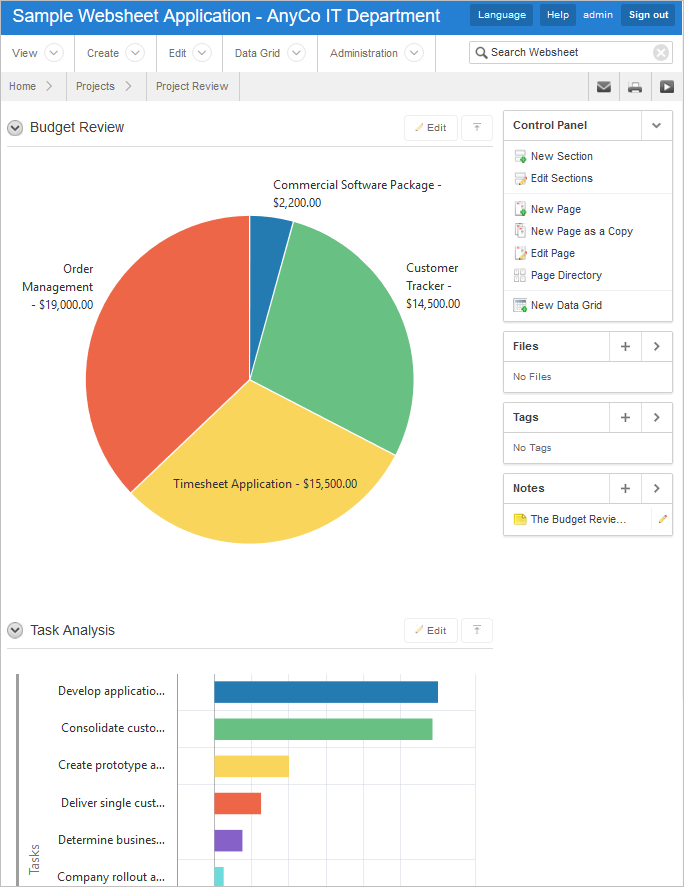 Sample Websheet Application - AnyCo IT Department
Language
Help
admin
Sign out
View
Create
Edit
Data Grid
Administration
Search Websheet
Home
Projects
Project Review
Budget Review
Edit
Commercial Software Package -
$2,200.00
Order
Management
- $19,000.00
Customer
Tracker -
$14,500.00
Timesheet Application - $15,500.00
Control Panel
New Section
Edit Sections
New Page
New Page as a Copy
Edit Page
Page Directory
New Data Grid
Files
No Files
Tags
No Tags
Notes
The Budget Revie...
Task Analysis
Edit
Tasks
Develop applicatio...
Consolidate custo...
Create prototype a...
Deliver single cust...
Determine busines...
Company rollout a...